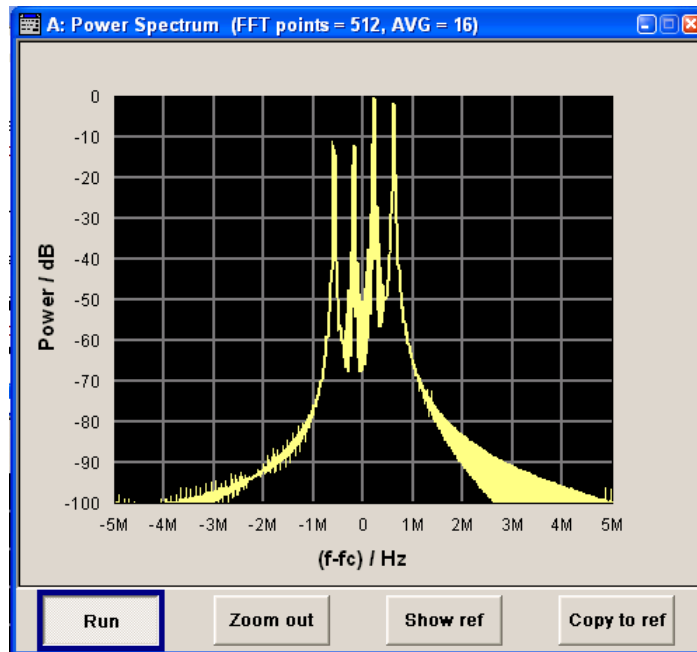 A: Power Spectrum (FFT points = 512, AVG = 16)
0
-10
-20
-30
-40
-50
-60
-70
-80
-90
-100
Power / dB
-5M -4M -3M -2M -1M 0 1M 2M 3M 4M 5M
(f-fc) / Hz
Run Zoom out Show ref Copy to ref